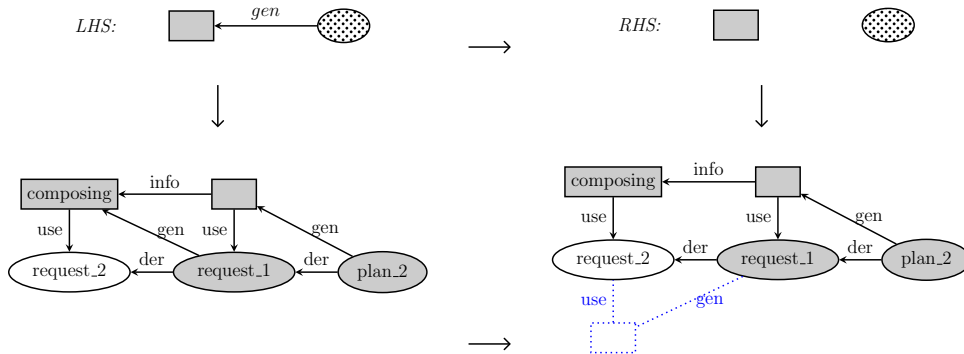 LHS:
gen
RHS:
composing
info
use
gen
use
gen
request_2
der
request_1
der
plan_2
composing
info
use
use
gen
request_2
der
request_1
der
plan_2
use
gen